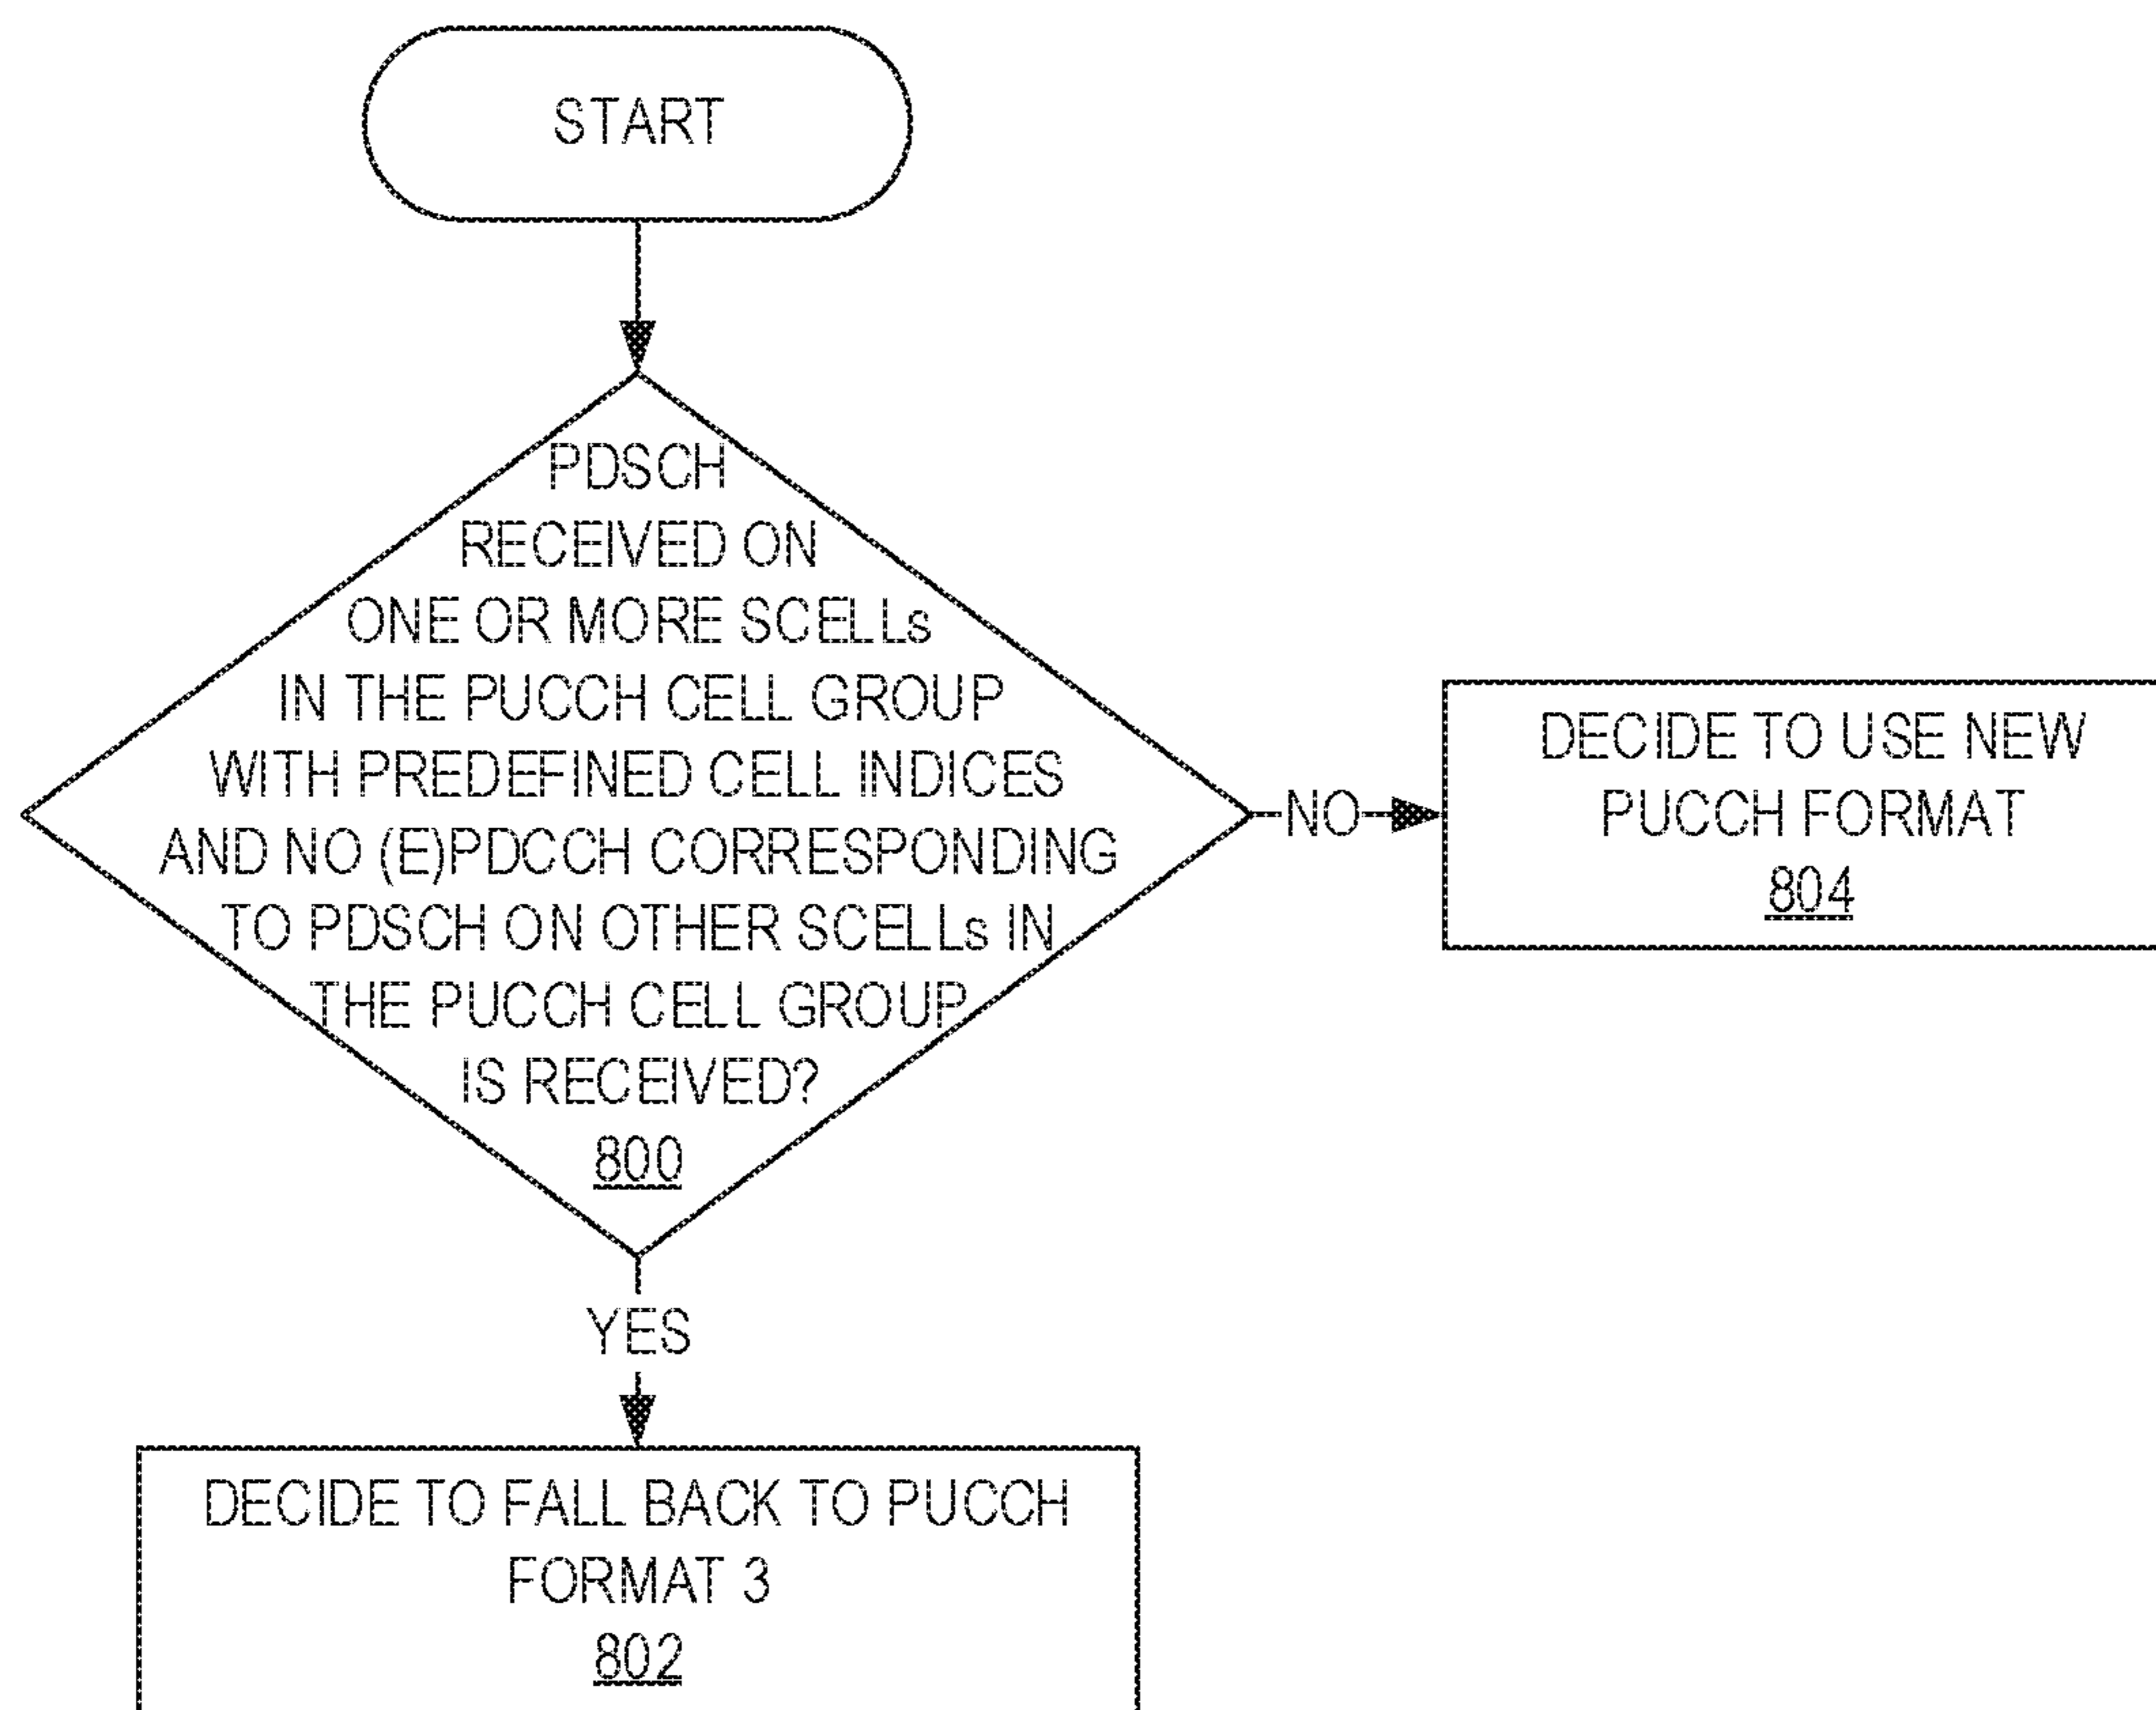 START
PDSCH
RECEIVED ON
ONE OR MORE SCELLs
IN THE PUCCH CELL GROUP
WITH PREDEFINED CELL INDICES
AND NO (E)PDCCH CORRESPONDING
TO PDSCH ON OTHER SCELLs IN
THE PUCCH CELL GROUP
IS RECEIVED?
800
NO
DECIDE TO USE NEW
PUCCH FORMAT
804
YES
DECIDE TO FALL BACK TO PUCCH
FORMAT 3
802